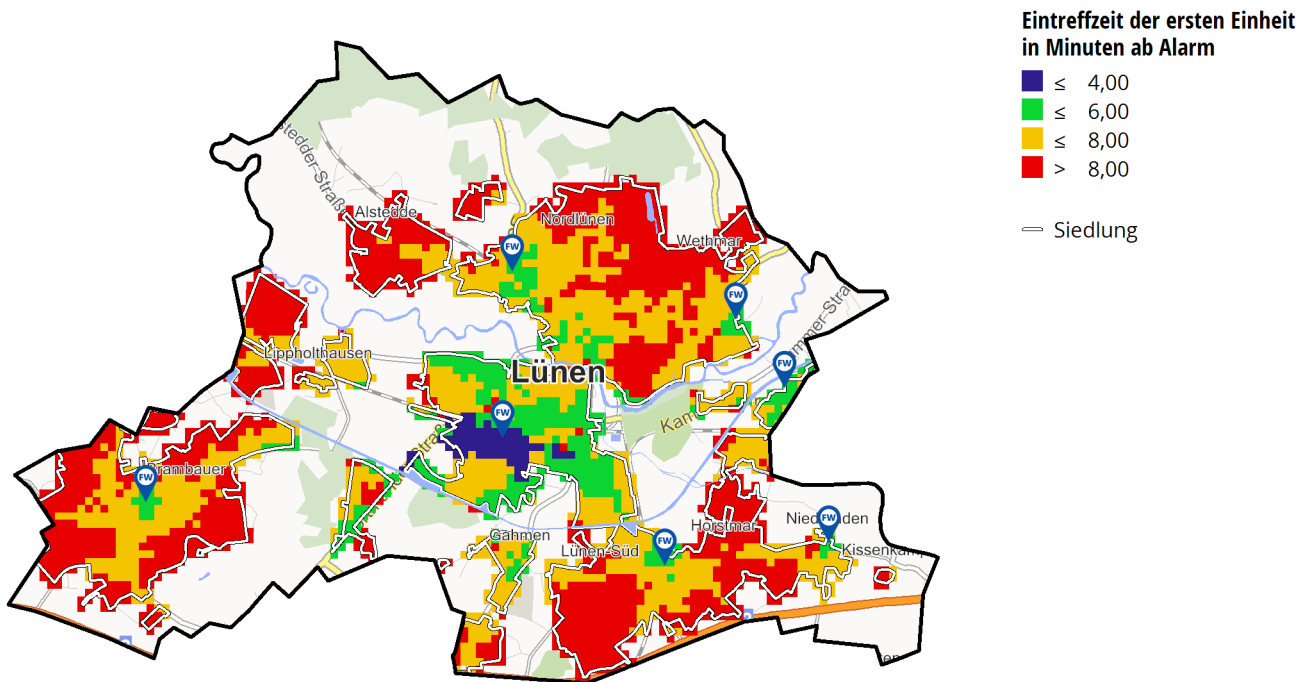 Eintreffzeit der ersten Einheit
in Minuten ab Alarm
≤ 4,00
≤ 6,00
≤ 8,00
> 8,00
Siedlung
Alstedde
Nordlünen
Wethmar
FW
FW
Lippholthausen
FW
Lünen
FW
Brambauer
FW
Gahmen
Lünen-Süd
FW
Horstmar
FW